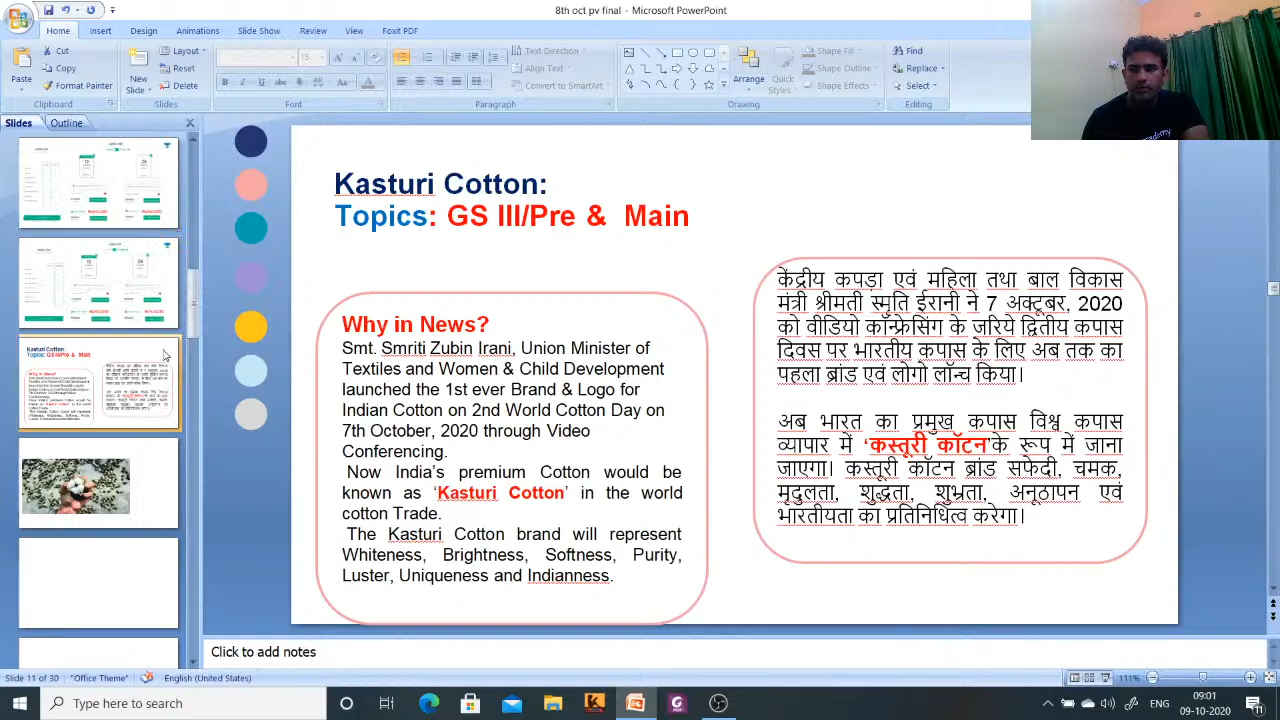 8th oct pv final - Microsoft PowerPoint
Home Insert Design Animations Slide Show Review View Foxit PDF
Paste
Cut
Copy
Format Painter
Clipboard
New Slide
Layout
Reset
Delete
Slides
15
Font
Text Direction
Align Text
Convert to SmartArt
Paragraph
Arrange
Quick Styles
Shape Fill
Shape Outline
Shape Effects
Drawing
Find
Replace
Select
Editing
Slides Outline
Kasturi Cotton:
Topics: GS III/Pre & Main
Why in News?
Smt. Smriti Zubin Irani, Union Minister of
Textiles and Women & Child Development
launched the 1st ever Brand & Logo for
Indian Cotton on 2nd World Cotton Day on
7th October, 2020 through Video
Conferencing.
Now India's premium Cotton would be
known as 'Kasturi Cotton' in the world
cotton Trade.
The Kasturi Cotton brand will represent
Whiteness, Brightness, Softness, Purity,
Luster, Uniqueness and Indianness.
केंद्रीय कपड़ा एवं महिला तथा बाल विकास
मंत्री श्रीमती स्मृति ईरानी ने 7 अक्टूबर, 2020
को वीडियो कॉन्फ्रेंसिंग के जरिये द्वितीय कपास
दिवस पर भारतीय कपास के लिए अब तक का
पहला ब्रांड एवं लोगो लॉन्च किया।
अब भारत का प्रमुख कपास विश्व कपास
व्यापार में 'कस्तूरी कॉटन'के रूप में जाना
जाएगा। कस्तूरी कॉटन ब्रांड सफेदी, चमक,
मृदुलता, शुद्धता, शुभ्रता, अनूठापन एवं
भारतीयता का प्रतिनिधित्व करेगा।
Click to add notes
Slide 11 of 30 "Office Theme" English (United States) 111%
Type here to search
ENG
09:01
09-10-2020
11